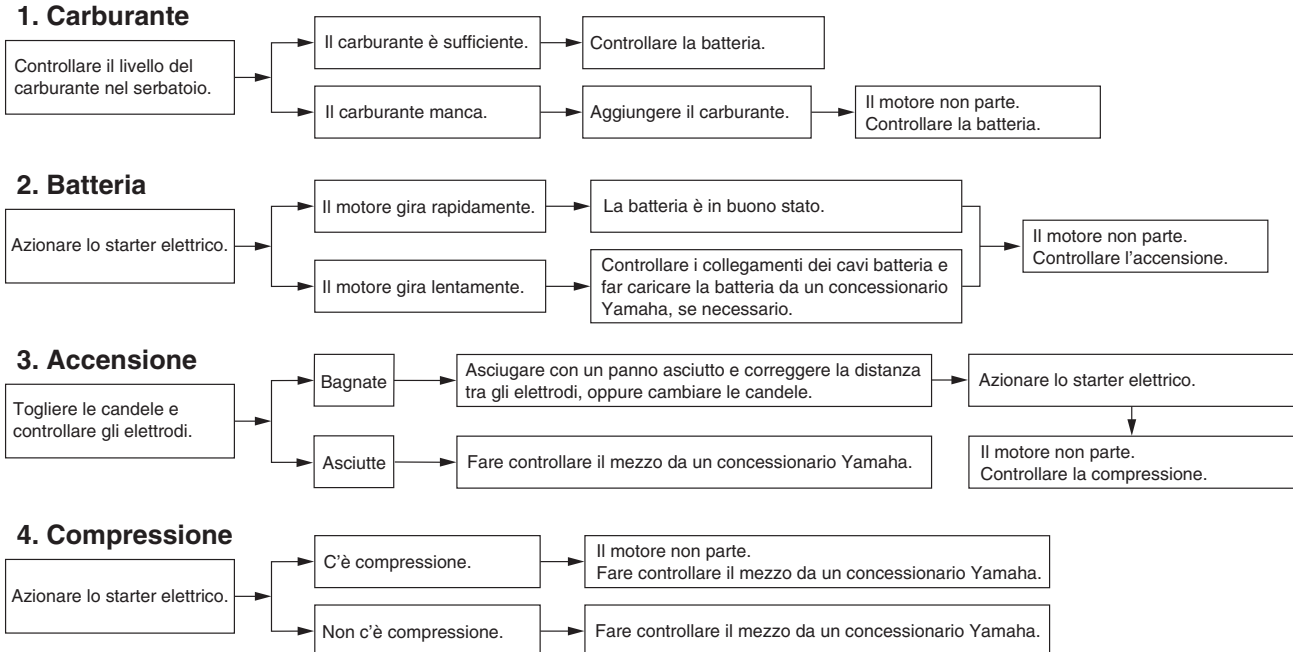 1. Carburante
Controllare il livello del
carburante nel serbatoio.
Il carburante è sufficiente.
Controllare la batteria.
Il carburante manca.
Aggiungere il carburante.
Il motore non parte.
Controllare la batteria.
2. Batteria
Azionare lo starter elettrico.
Il motore gira rapidamente.
La batteria è in buono stato.
Il motore gira lentamente.
Controllare i collegamenti dei cavi batteria e
far caricare la batteria da un concessionario
Yamaha, se necessario.
Il motore non parte.
Controllare l’accensione.
3. Accensione
Togliere le candele e
controllare gli elettrodi.
Bagnate
Asciugare con un panno asciutto e correggere la distanza
tra gli elettrodi, oppure cambiare le candele.
Azionare lo starter elettrico.
Il motore non parte.
Controllare la compressione.
Asciutte
Fare controllare il mezzo da un concessionario Yamaha.
4. Compressione
Azionare lo starter elettrico.
C’è compressione.
Il motore non parte.
Fare controllare il mezzo da un concessionario Yamaha.
Non c’è compressione.
Fare controllare il mezzo da un concessionario Yamaha.